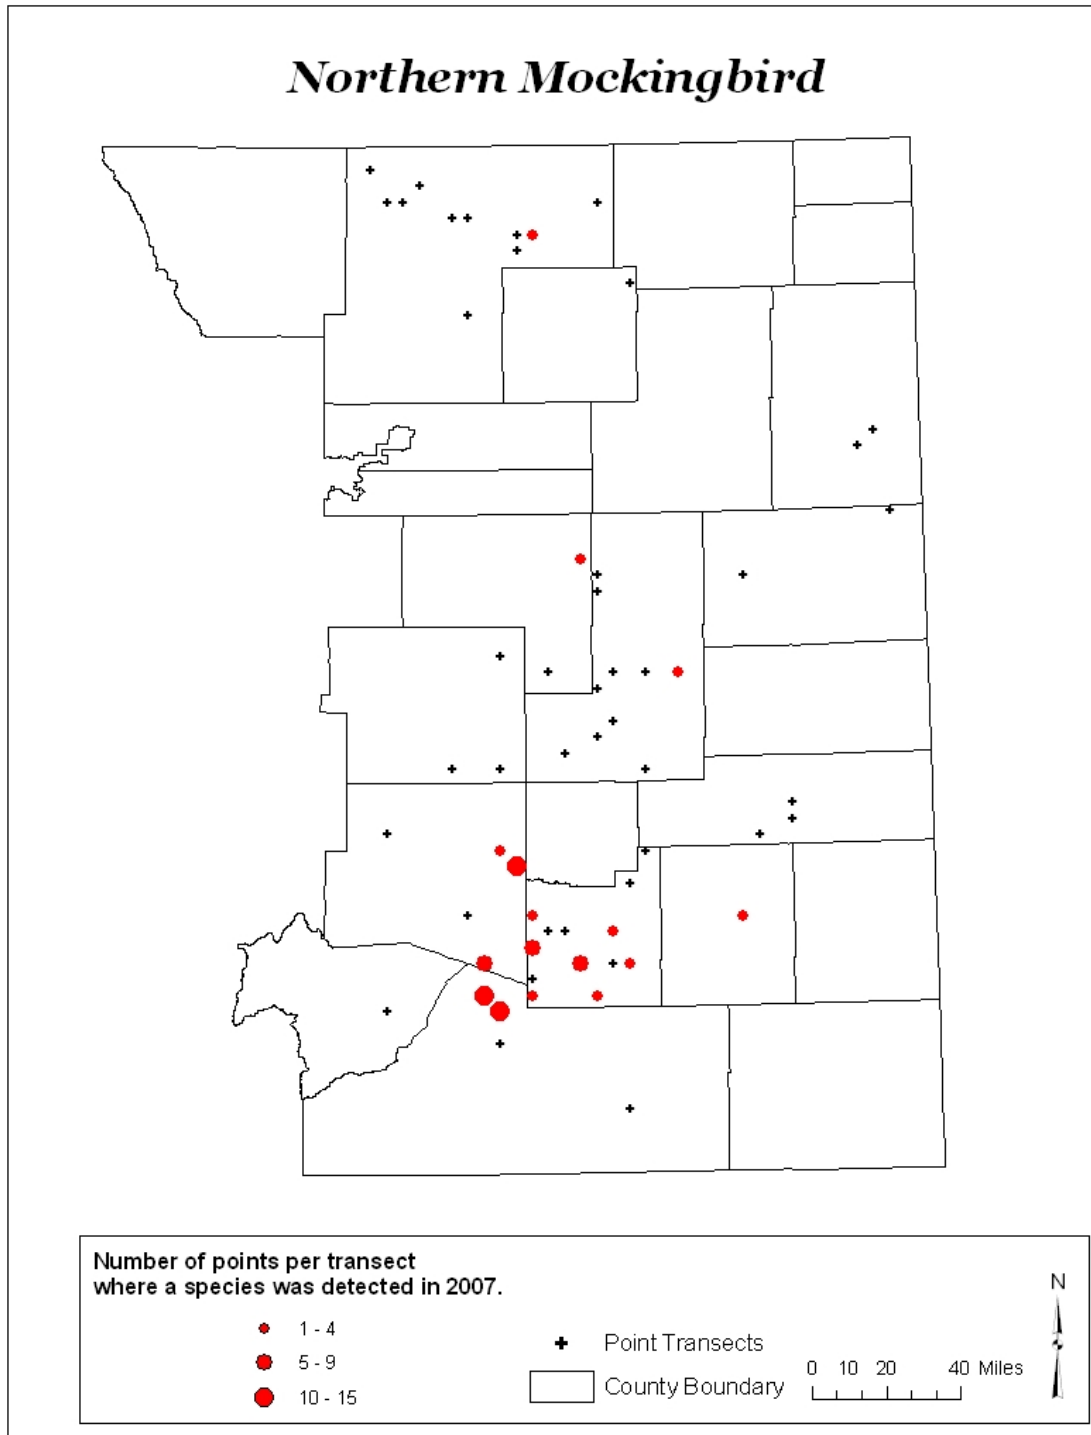 Northern Mockingbird
Number of points per transect
where a species was detected in 2007.
1 - 4
5 - 9
10 - 15
Point Transects
County Boundary
0 10 20 40 Miles
N